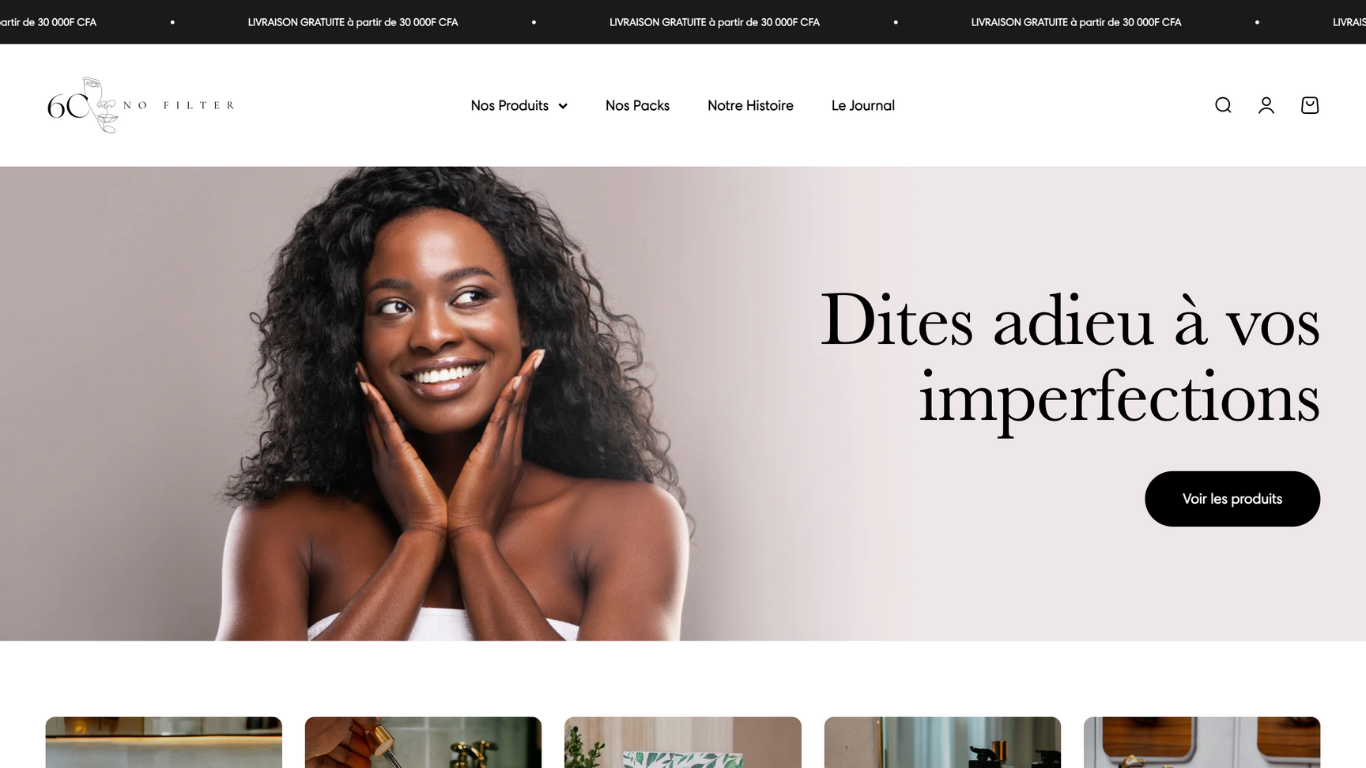 artir de 30 000F CFA • LIVRAISON GRATUITE à partir de 30 000F CFA • LIVRAISON GRATUITE à partir de 30 000F CFA • LIVRAISON GRATUITE à partir de 30 000F CFA • LIVRAIS
6C NO FILTER
Nos Produits
Nos Packs
Notre Histoire
Le Journal
Dites adieu à vos
imperfections
Voir les produits